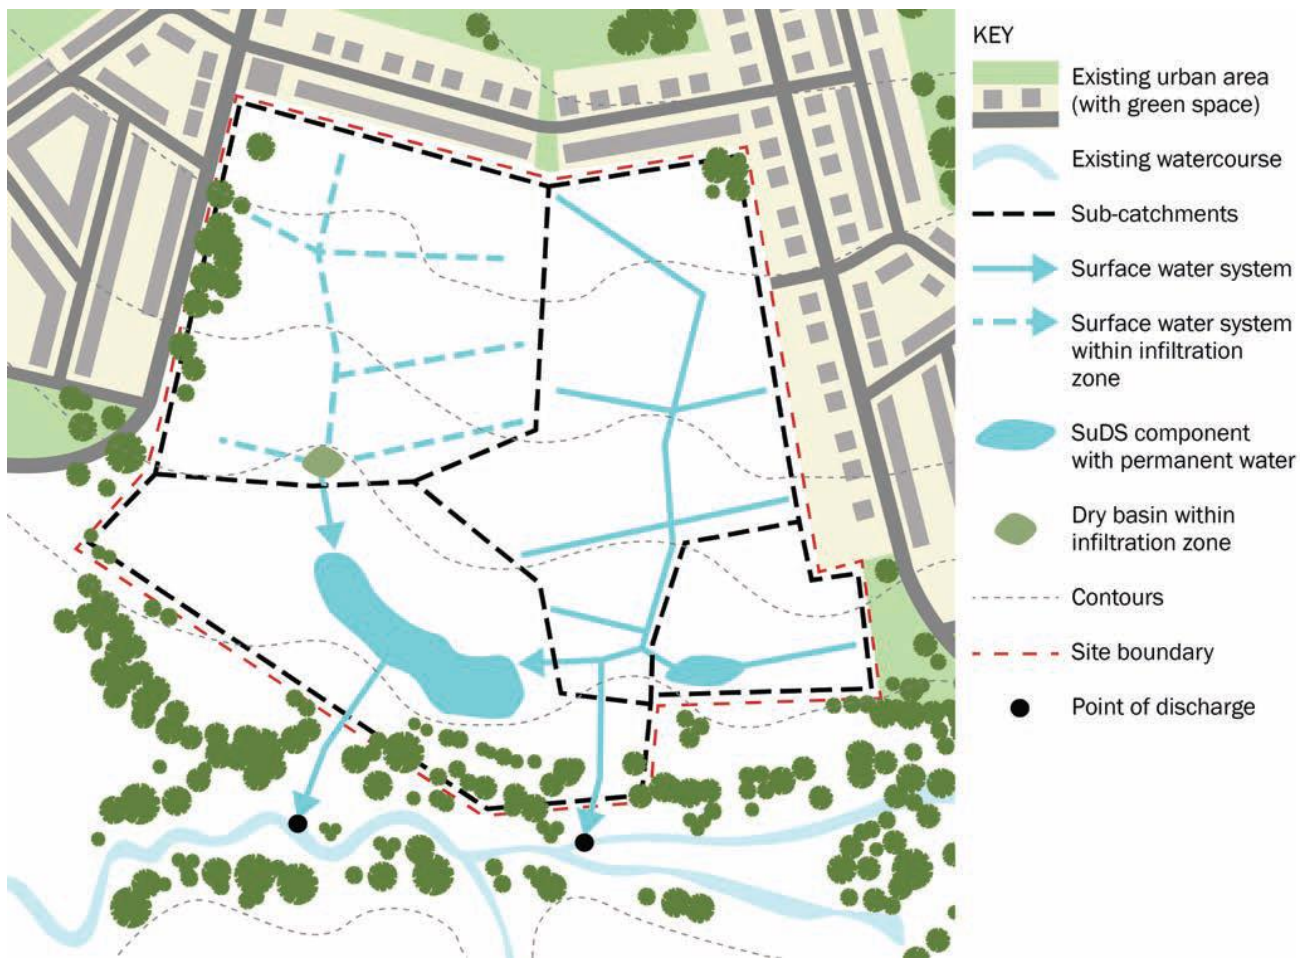 KEY
Existing urban area
(with green space)
Existing watercourse
Sub-catchments
Surface water system
Surface water system
within infiltration
zone
SuDS component
with permanent water
Dry basin within
infiltration zone
Contours
Site boundary
Point of discharge